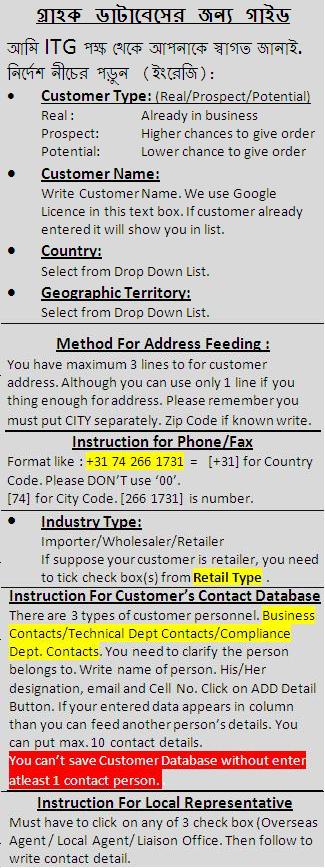 গ্রাহক ডাটাবেসের জন্য গাইড
আমি ITG পক্ষ থেকে আপনাকে স্বাগত জানাই.
নির্দেশ নীচের পড়ুন (ইংরেজি):
• Customer Type: (Real/Prospect/Potential)
Real : Already in business
Prospect: Higher chances to give order
Potential: Lower chance to give order
• Customer Name:
Write Customer Name. We use Google
Licence in this text box. If customer already
entered it will show you in list.
• Country:
Select from Drop Down List.
• Geographic Territory:
Select from Drop Down List.
Method For Address Feeding :
You have maximum 3 lines to for customer
address. Although you can use only 1 line if you
thing enough for address. Please remember you
must put CITY separately. Zip Code if known write.
Instruction for Phone/Fax
Format like : +31 74 266 1731 = [+31] for Country
Code. Please DON'T use '00'.
[74] for City Code. [266 1731] is number.
• Industry Type:
Importer/Wholesaler/Retailer
If suppose your customer is retailer, you need
to tick check box(s) from Retail Type .
Instruction For Customer's Contact Database
There are 3 types of customer personnel. Business
Contacts/Technical Dept Contacts/Compliance
Dept. Contacts. You need to clarify the person
belongs to. Write name of person. His/Her
designation, email and Cell No. Click on ADD Detail
Button. If your entered data appears in column
than you can feed another person's details. You
can put max. 10 contact details.
You can't save Customer Database without enter
atleast 1 contact person.
Instruction For Local Representative
Must have to click on any of 3 check box (Overseas
Agent / Local Agent/ Liaison Office. Then follow to
write contact detail.